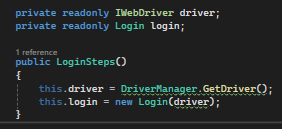 private readonly IWebDriver driver;
private readonly Login login;
1 reference
public LoginSteps()
{
this.driver = DriverManager.GetDriver();
this.login = new Login(driver);
}